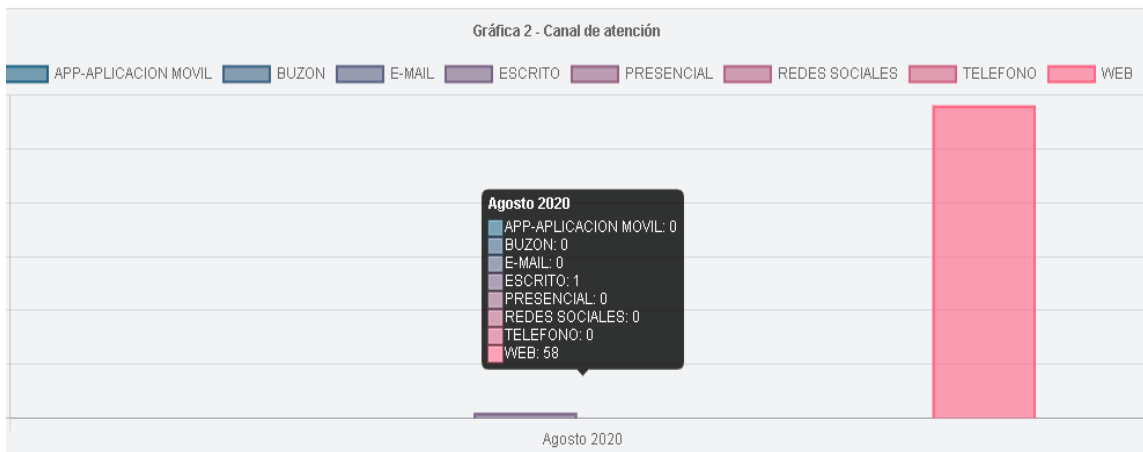 Gráfica 2 - Canal de atención
APP-APLICACION MOVIL BUZON E-MAIL ESCRITO PRESENCIAL REDES SOCIALES TELEFONO WEB
Agosto 2020
APP-APLICACION MOVIL: 0
BUZON: 0
E-MAIL: 0
ESCRITO: 1
PRESENCIAL: 0
REDES SOCIALES: 0
TELEFONO: 0
WEB: 58
Agosto 2020